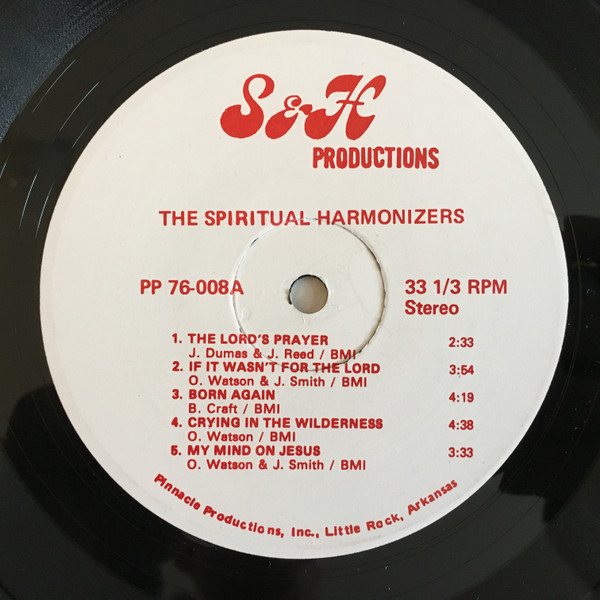 S&H
PRODUCTIONS
THE SPIRITUAL HARMONIZERS
PP 76-008A
33 1/3 RPM
Stereo
1. THE LORD'S PRAYER 2:33
J. Dumas & J. Reed / BMI
2. IF IT WASN'T FOR THE LORD 3:54
O. Watson & J. Smith / BMI
3. BORN AGAIN 4:19
B. Craft / BMI
4. CRYING IN THE WILDERNESS 4:38
O. Watson / BMI
5. MY MIND ON JESUS 3:33
O. Watson & J. Smith / BMI
Pinnacle Productions, Inc., Little Rock, Arkansas